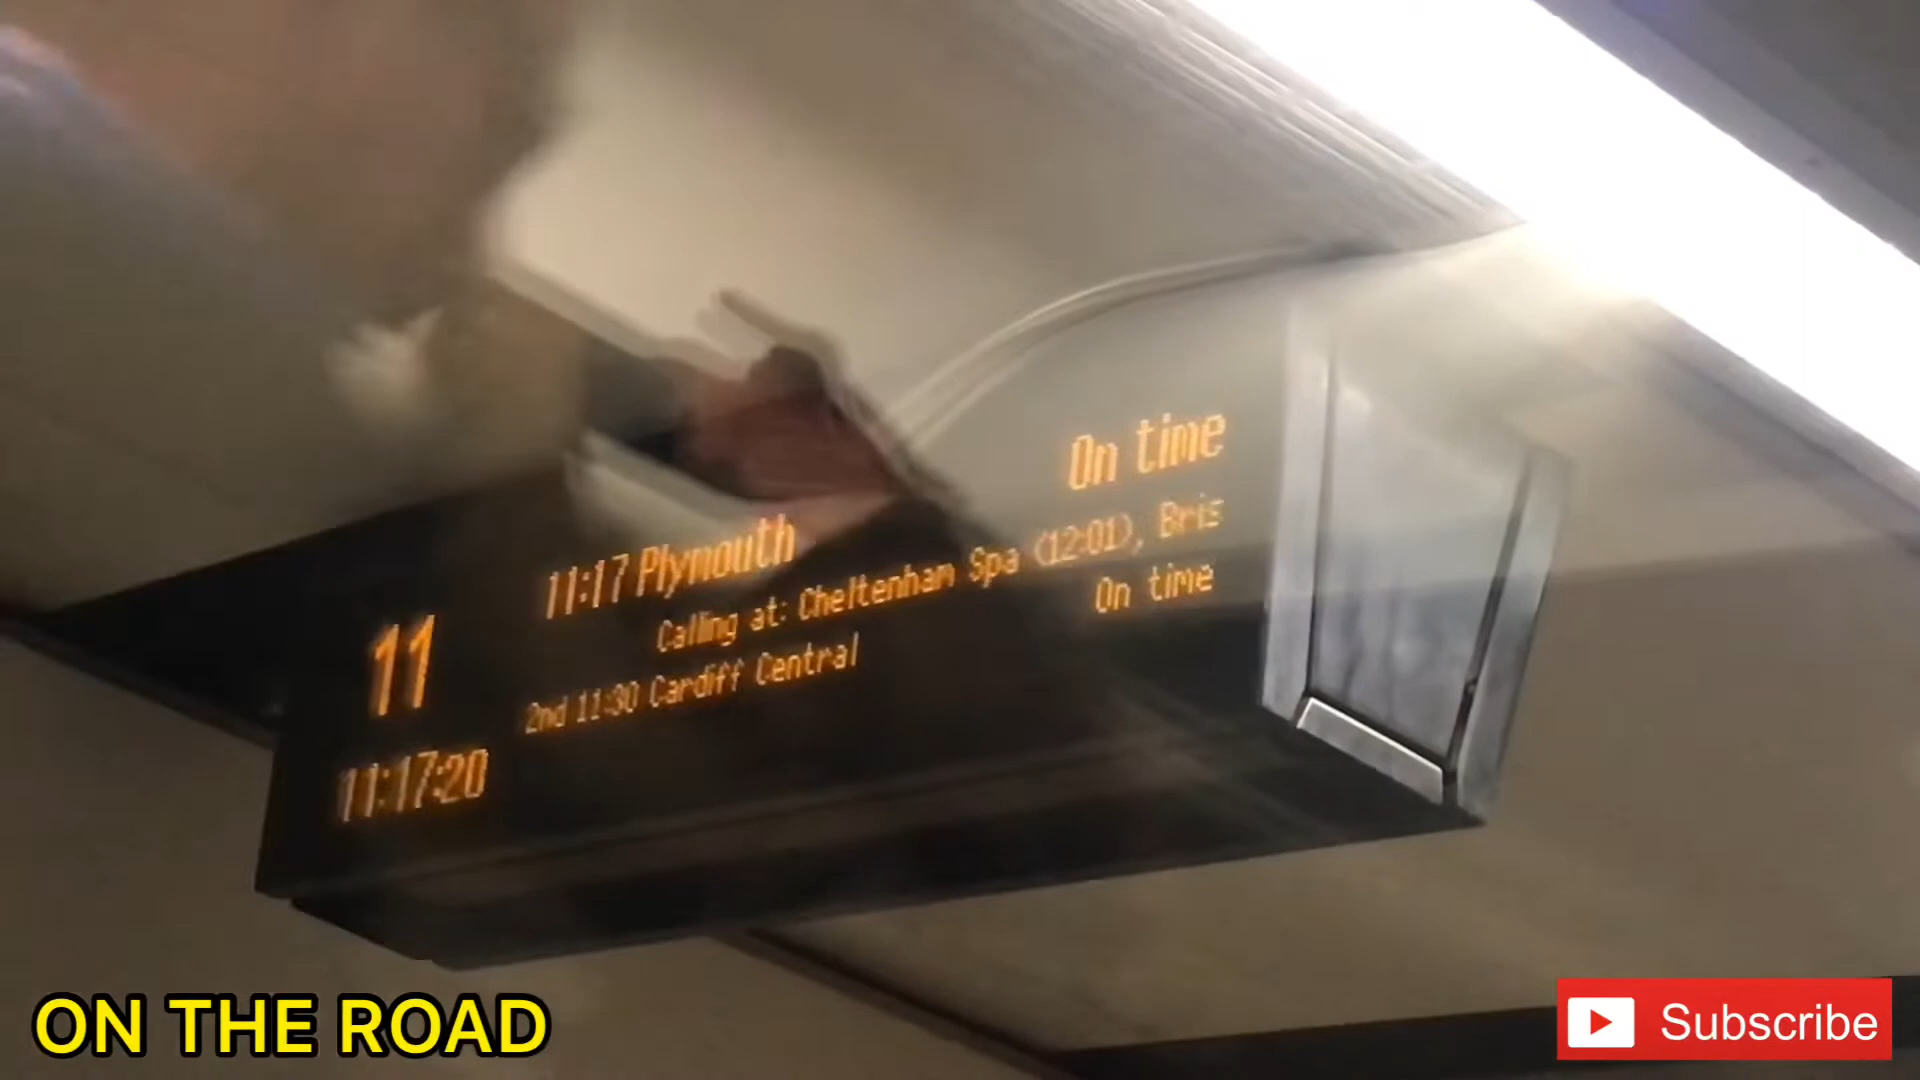 On time
11:17 Plymouth
Calling at: Cheltenham Spa (12:01), Bris
On time
11
2nd 11:30 Cardiff Central
11:17:20
ON THE ROAD
Subscribe